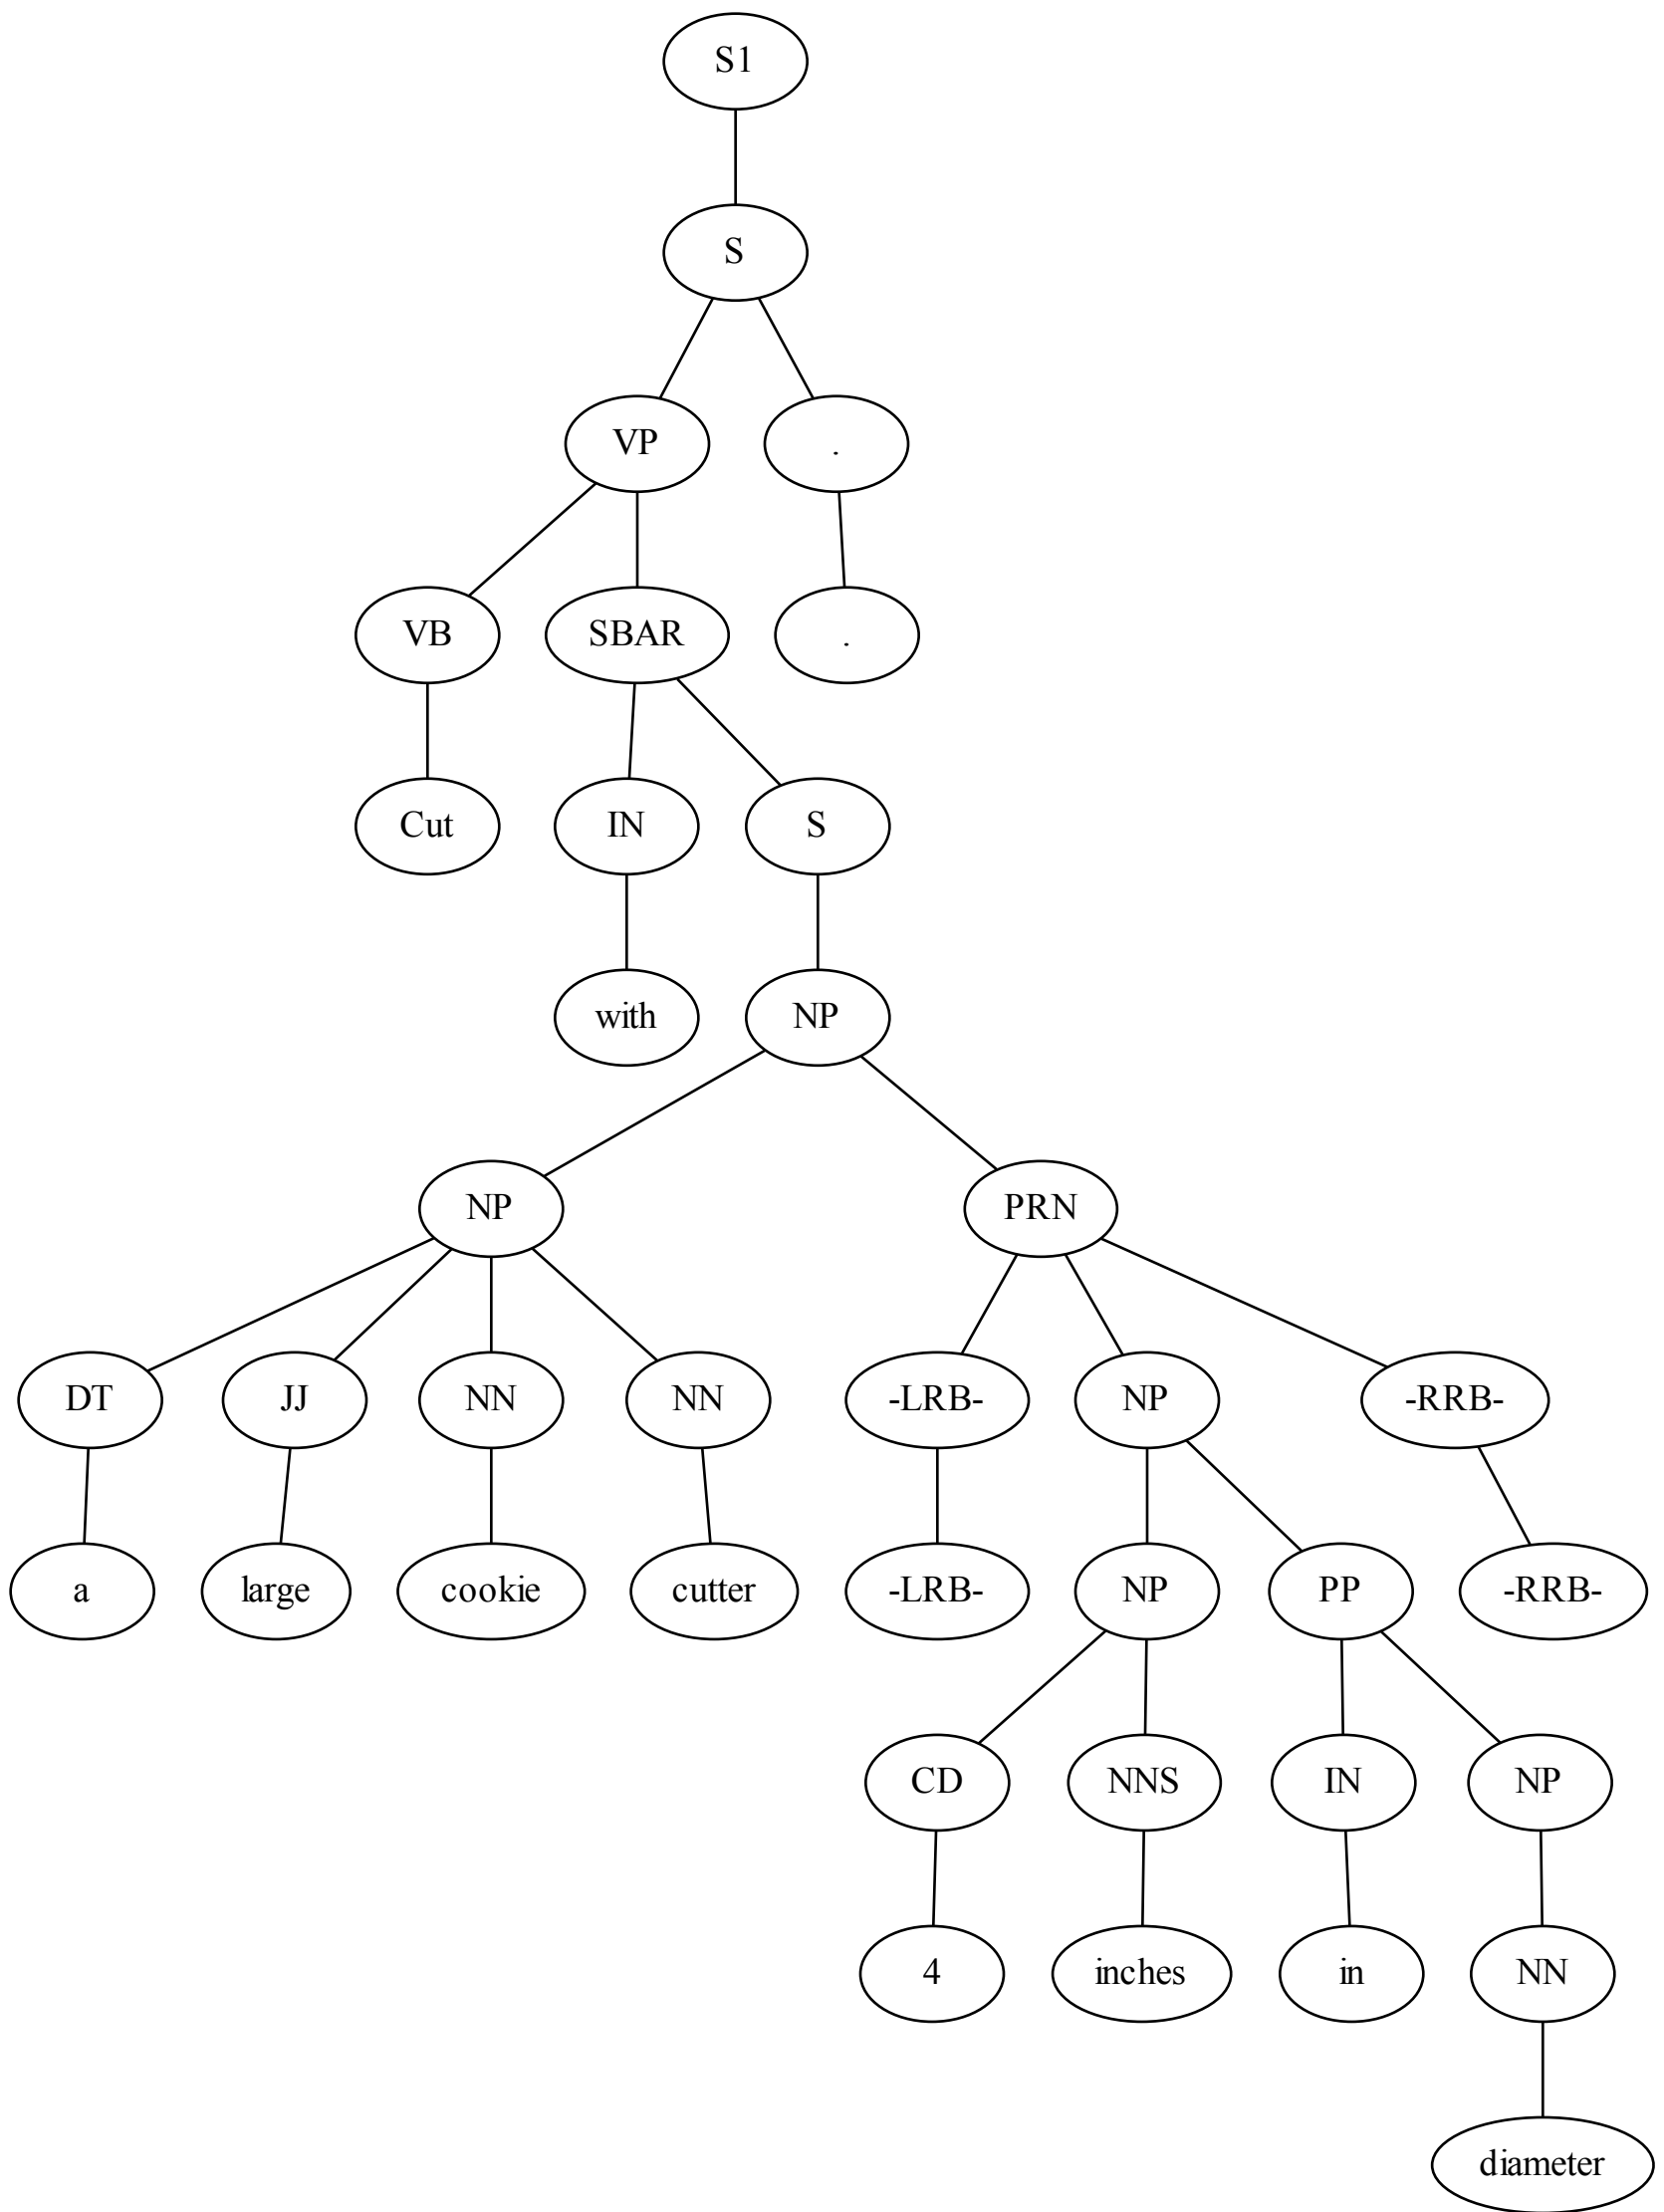 S1
S
VP .
VB SBAR .
Cut IN S
with NP
NP PRN
DT JJ NN NN -LRB- NP -RRB-
a large cookie cutter -LRB- NP PP -RRB-
CD NNS IN NP
4 inches in NN
diameter